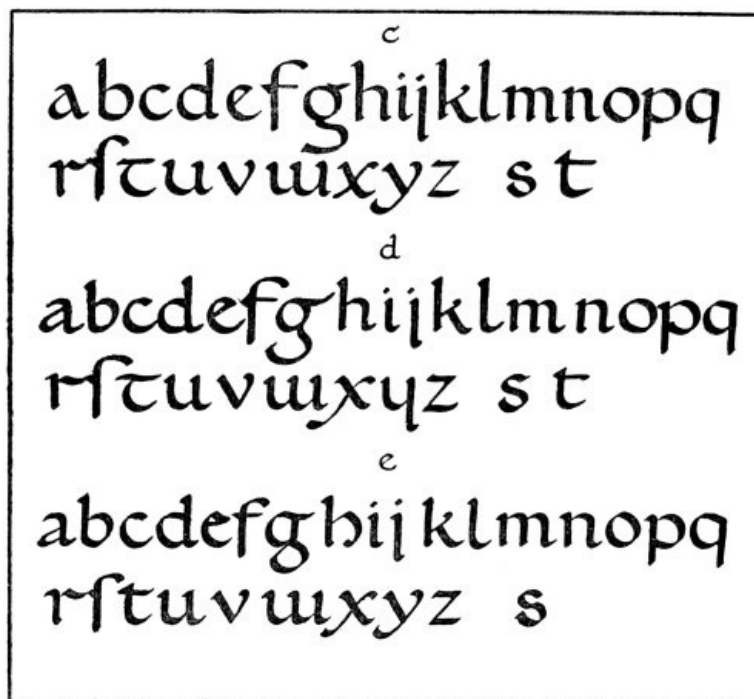 c
abcdefghijklmnopq
rſtuvwxyz s t
d
abcdefghijklmnopq
rſtuvwxyz s t
e
abcdefghijklmnopq
rſtuvwxyz s